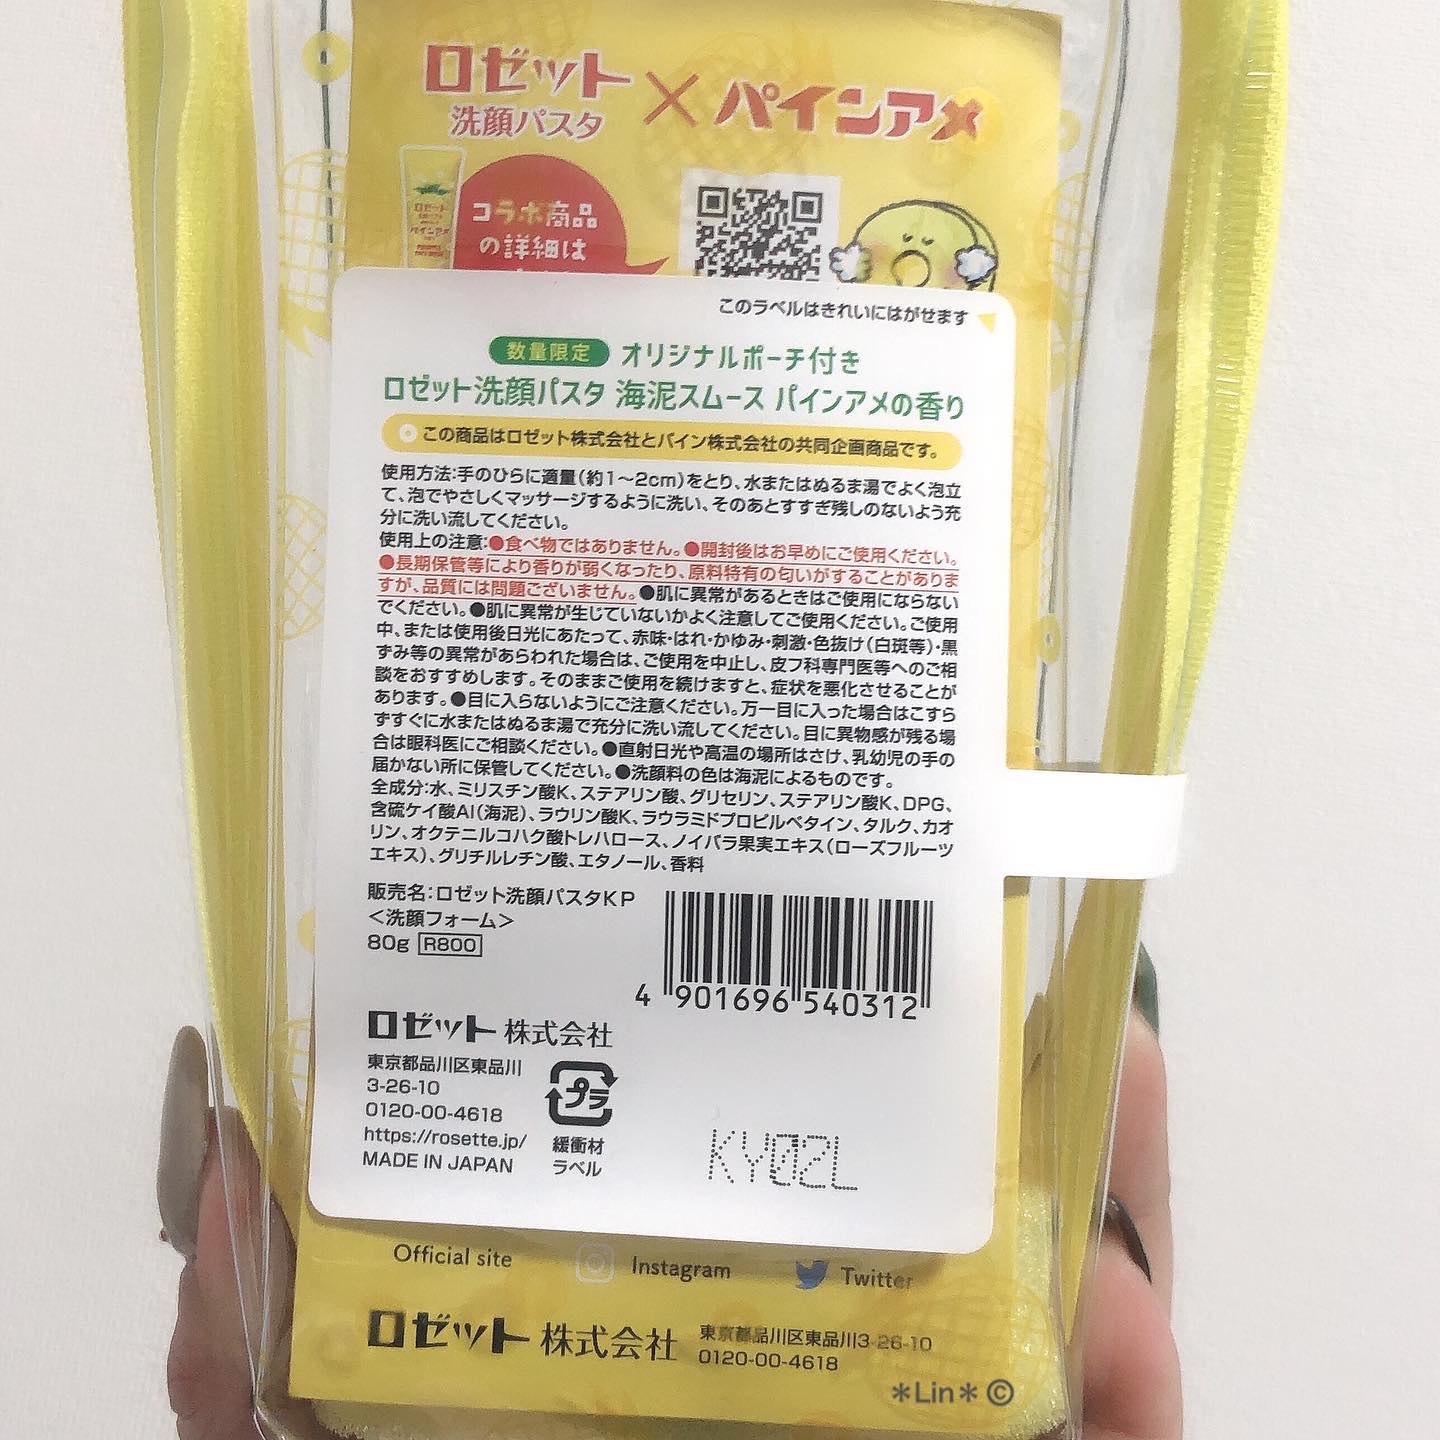 ロゼット
洗顔パスタ
×
パインアメ
コラボ商品
の詳細は
このラベルはきれいにはがせます
数量限定 オリジナルポーチ付き
ロゼット洗顔パスタ 海泥スムース パインアメの香り
この商品はロゼット株式会社とパイン株式会社の共同企画商品です。
使用方法:手のひらに適量(約1〜2cm)をとり、水またはぬるま湯でよく泡立
て、泡でやさしくマッサージするように洗い、そのあとすすぎ残しのないよう充
分に洗い流してください。
使用上の注意:●食べ物ではありません。●開封後はお早めにご使用ください。
●長期保管等により香りが弱くなったり、原料特有の匂いがすることがありま
すが、品質には問題ございません。●肌に異常があるときはご使用にならない
でください。●肌に異常が生じていないかよく注意してご使用ください。ご使用
中、または使用後日光にあたって、赤味・はれ・かゆみ・刺激・色抜け(白斑等)・黒
ずみ等の異常があらわれた場合は、ご使用を中止し、皮フ科専門医等へのご相
談をおすすめします。そのままご使用を続けますと、症状を悪化させることが
あります。●目に入らないようにご注意ください。万一目に入った場合はこすら
ずすぐに水またはぬるま湯で充分に洗い流してください。目に異物感が残る場
合は眼科医にご相談ください。●直射日光や高温の場所はさけ、乳幼児の手の
届かない所に保管してください。●洗顔料の色は海泥によるものです。
全成分:水、ミリスチン酸K、ステアリン酸、グリセリン、ステアリン酸K、DPG、
含硫ケイ酸Al(海泥)、ラウリン酸K、ラウラミドプロピルベタイン、タルク、カオ
リン、オクテニルコハク酸トレハロース、ノイバラ果実エキス(ローズフルーツ
エキス)、グリチルレチン酸、エタノール、香料
販売名:ロゼット洗顔パスタKP
<洗顔フォーム>
80g R800
4 901696 540312
ロゼット株式会社
東京都品川区東品川
3-26-10
0120-00-4618
https://rosette.jp/
MADE IN JAPAN
プラ
緩衝材
ラベル
KY02L
Official site
Instagram
Twitter
ロゼット株式会社
東京都品川区東品川3-26-10
0120-00-4618
*Lin*©